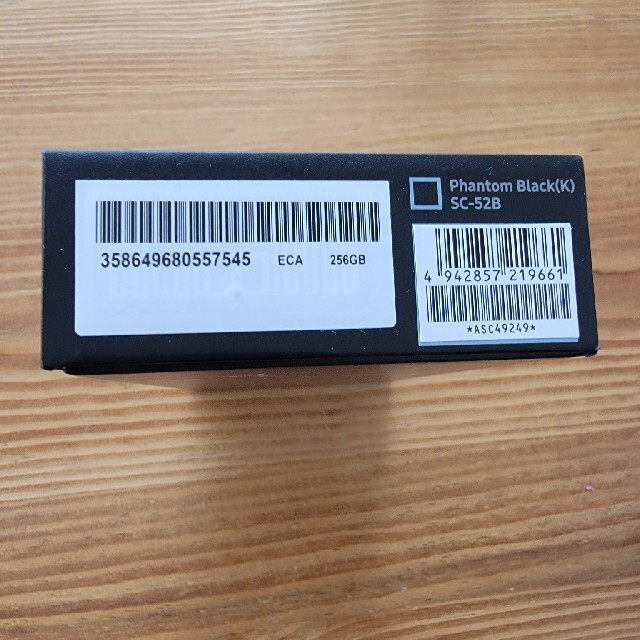 358649680557545 ECA 256GB
Phantom Black(K)
SC-52B
4 942857 219661
*ASC49249*